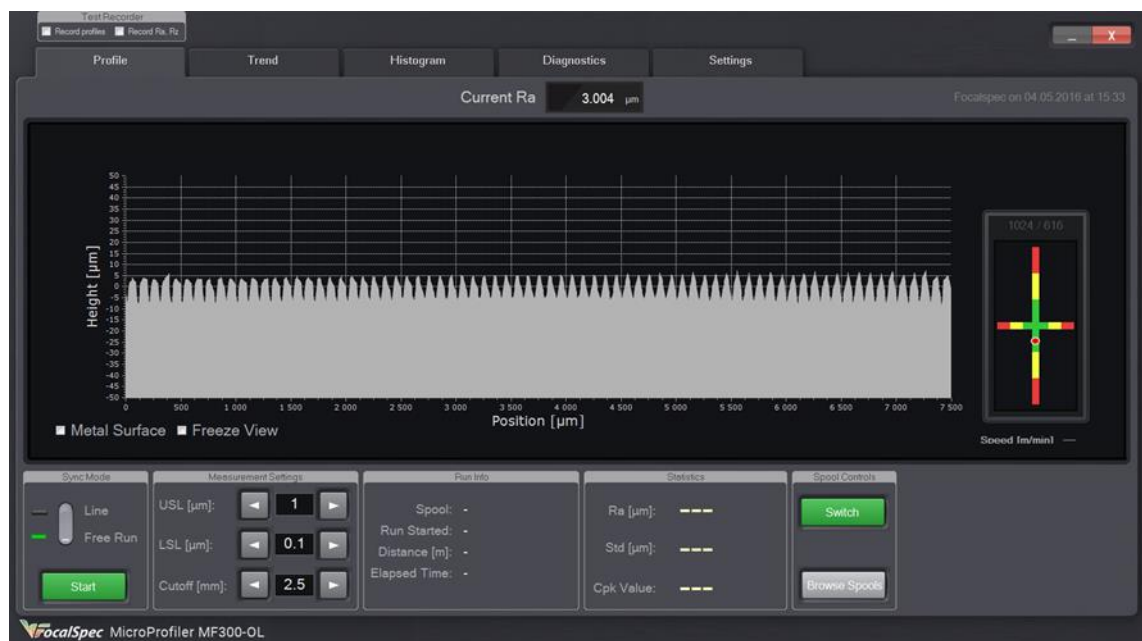 Test Recorder
Record profiles Record Ra, Rz
_ X
Profile Trend Histogram Diagnostics Settings
Current Ra 3.004 µm
Focalspec on 04.05.2016 at 15:33
50
45
40
35
30
25
20
15
10
5
0
-5
-10
-15
-20
-25
-30
-35
-40
-45
-50
Height [µm]
0 500 1 000 1 500 2 000 2 500 3 000 3 500 4 000 4 500 5 000 5 500 6 000 6 500 7 000 7 500
Position [µm]
1024 / 616
Metal Surface Freeze View
Speed [m/min] —
Sync Mode
Line
Free Run
Start
Measurement Settings
USL [µm]: 1
LSL [µm]: 0.1
Cutoff [mm]: 2.5
Run Info
Spool: -
Run Started: -
Distance [m]: -
Elapsed Time: -
Statistics
Ra [µm]: ---
Std [µm]: ---
Cpk Value: ---
Spool Controls
Switch
Browse Spools
FocalSpec MicroProfiler MF300-OL